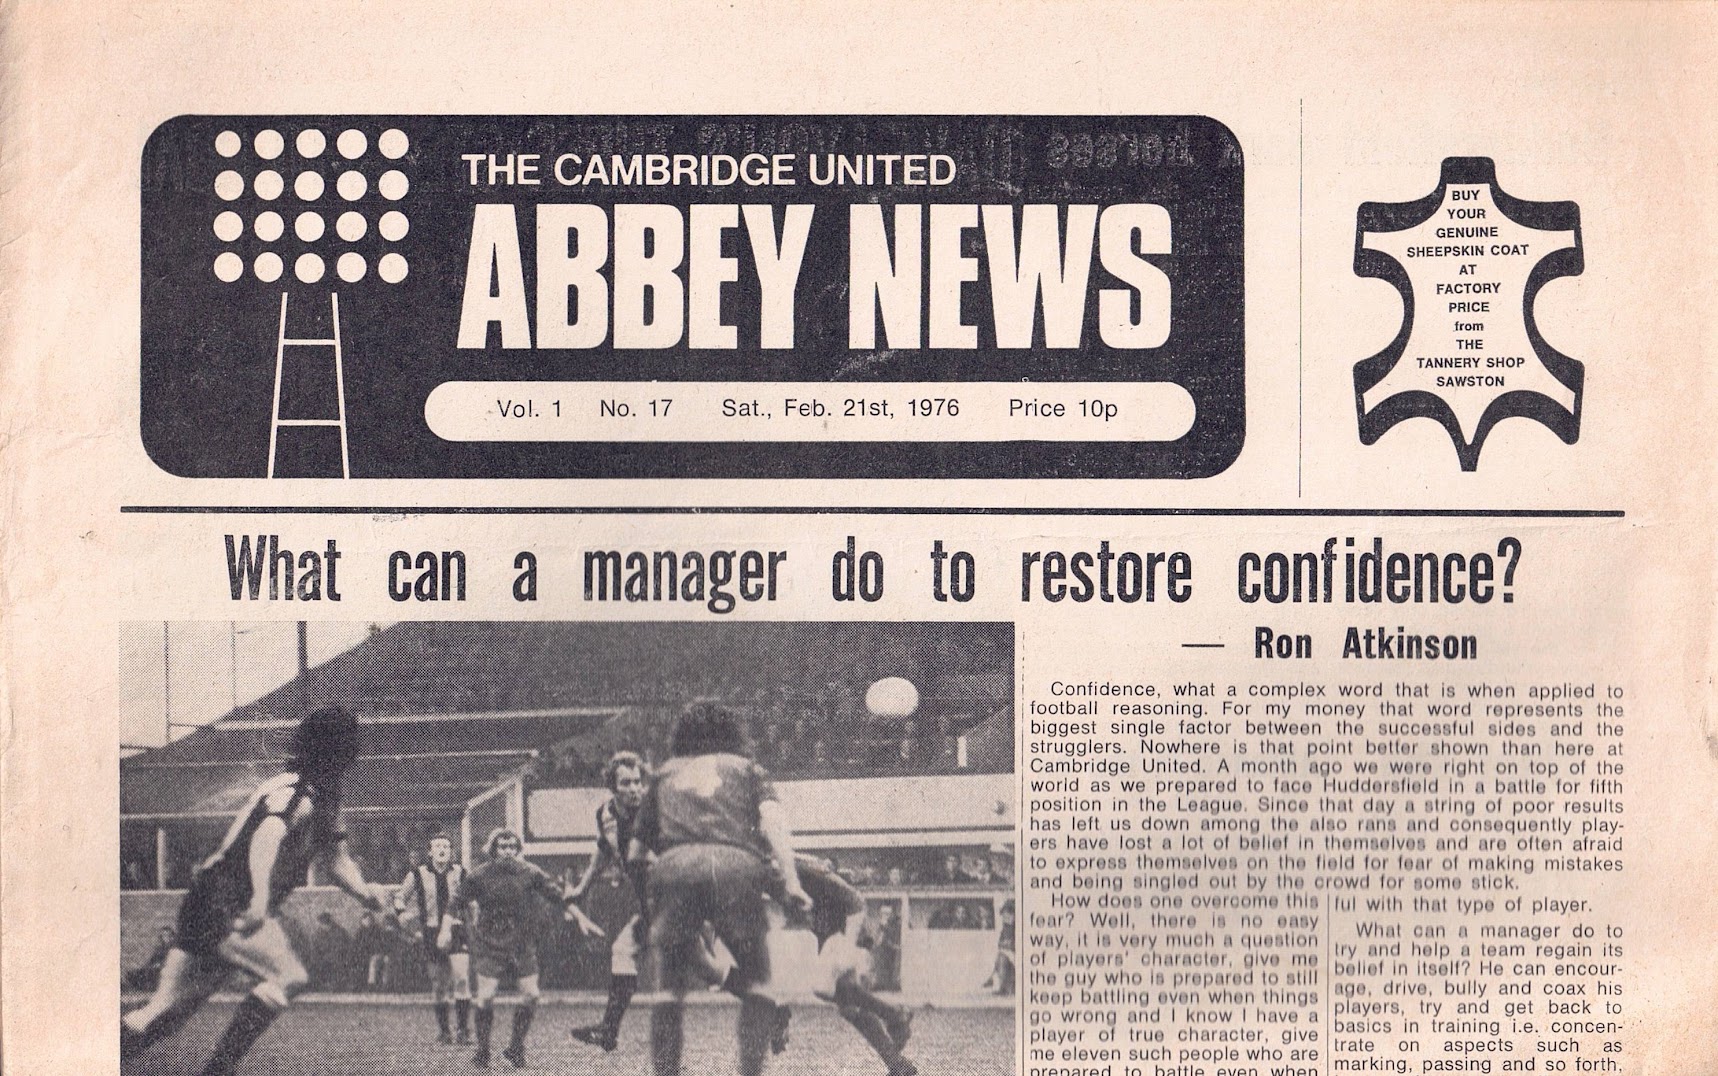 THE CAMBRIDGE UNITED
ABBEY NEWS
Vol. 1 No. 17 Sat., Feb. 21st, 1976 Price 10p
BUY
YOUR
GENUINE
SHEEPSKIN COAT
AT
FACTORY
PRICE
from
THE
TANNERY SHOP
SAWSTON
What can a manager do to restore confidence?
— Ron Atkinson
Confidence, what a complex word that is when applied to
football reasoning. For my money that word represents the
biggest single factor between the successful sides and the
strugglers. Nowhere is that point better shown than here at
Cambridge United. A month ago we were right on top of the
world as we prepared to face Huddersfield in a battle for fifth
position in the League. Since that day a string of poor results
has left us down among the also rans and consequently play-
ers have lost a lot of belief in themselves and are often afraid
to express themselves on the field for fear of making mistakes
and being singled out by the crowd for some stick.
How does one overcome this
fear? Well, there is no easy
way, it is very much a question
of players' character, give me
the guy who is prepared to still
keep battling even when things
go wrong and I know I have a
player of true character, give
me eleven such people who are
prepared to battle even when
ful with that type of player.
What can a manager do to
try and help a team regain its
belief in itself? He can encour-
age, drive, bully and coax his
players, try and get back to
basics in training i.e. concen-
trate on aspects such as
marking, passing and so forth,